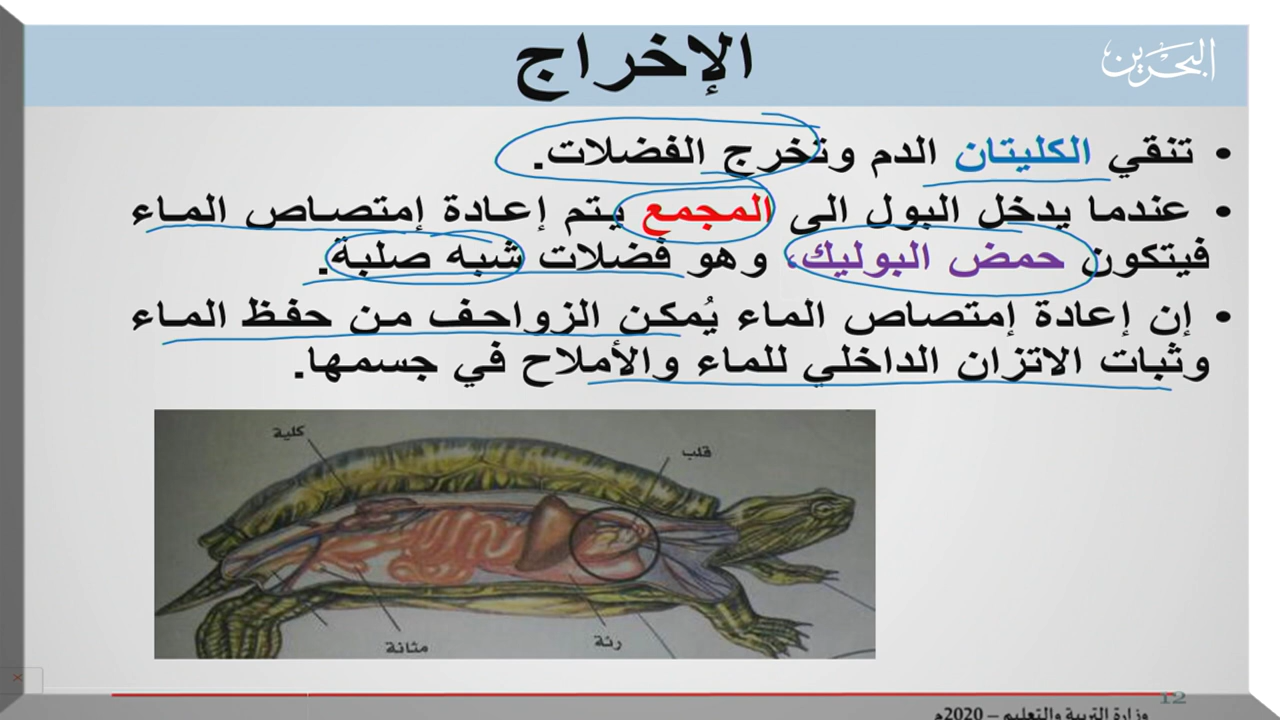 الإخراج
البحرين
• تنقي الكليتان الدم وتخرج الفضلات.
• عندما يدخل البول الى المجمع يتم إعادة إمتصاص الماء
فيتكون حمض البوليك، وهو فضلات شبه صلبة.
• إن إعادة إمتصاص الماء يُمكن الزواحف من حفظ الماء
وثبات الاتزان الداخلي للماء والأملاح في جسمها.
كلية
قلب
مثانة
رئة
12
وزارة التربية والتعليم – 2020م